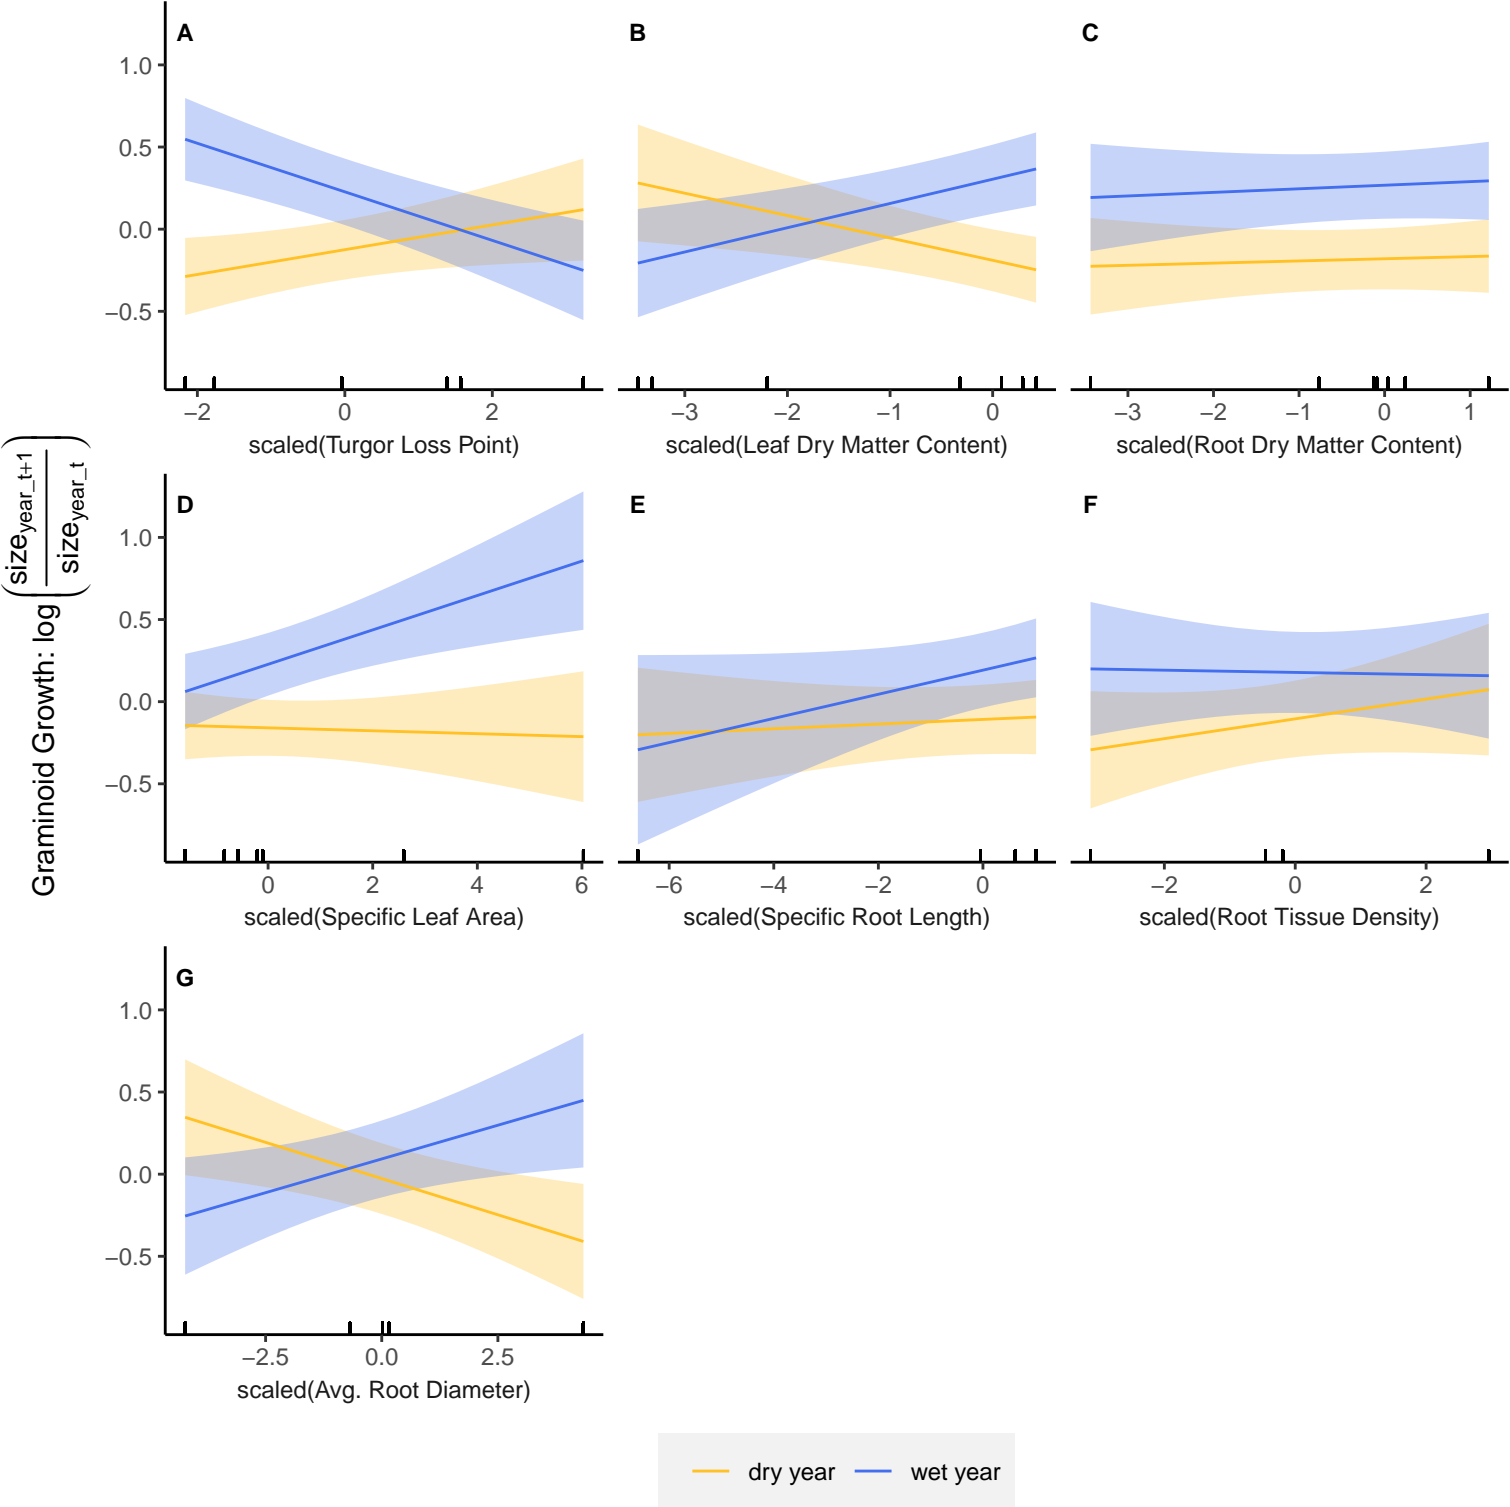 A
B
C
1.0
0.5
0.0
−0.5
−2 0 2
−3 −2 −1 0
−3 −2 −1 0 1
scaled(Turgor Loss Point)
scaled(Leaf Dry Matter Content)
scaled(Root Dry Matter Content)
Graminoid Growth: log(size_year_t+1 / size_year_t)
D
E
F
1.0
0.5
0.0
−0.5
0 2 4 6
−6 −4 −2 0
−2 0 2
scaled(Specific Leaf Area)
scaled(Specific Root Length)
scaled(Root Tissue Density)
G
1.0
0.5
0.0
−0.5
−2.5 0.0 2.5
scaled(Avg. Root Diameter)
dry year wet year